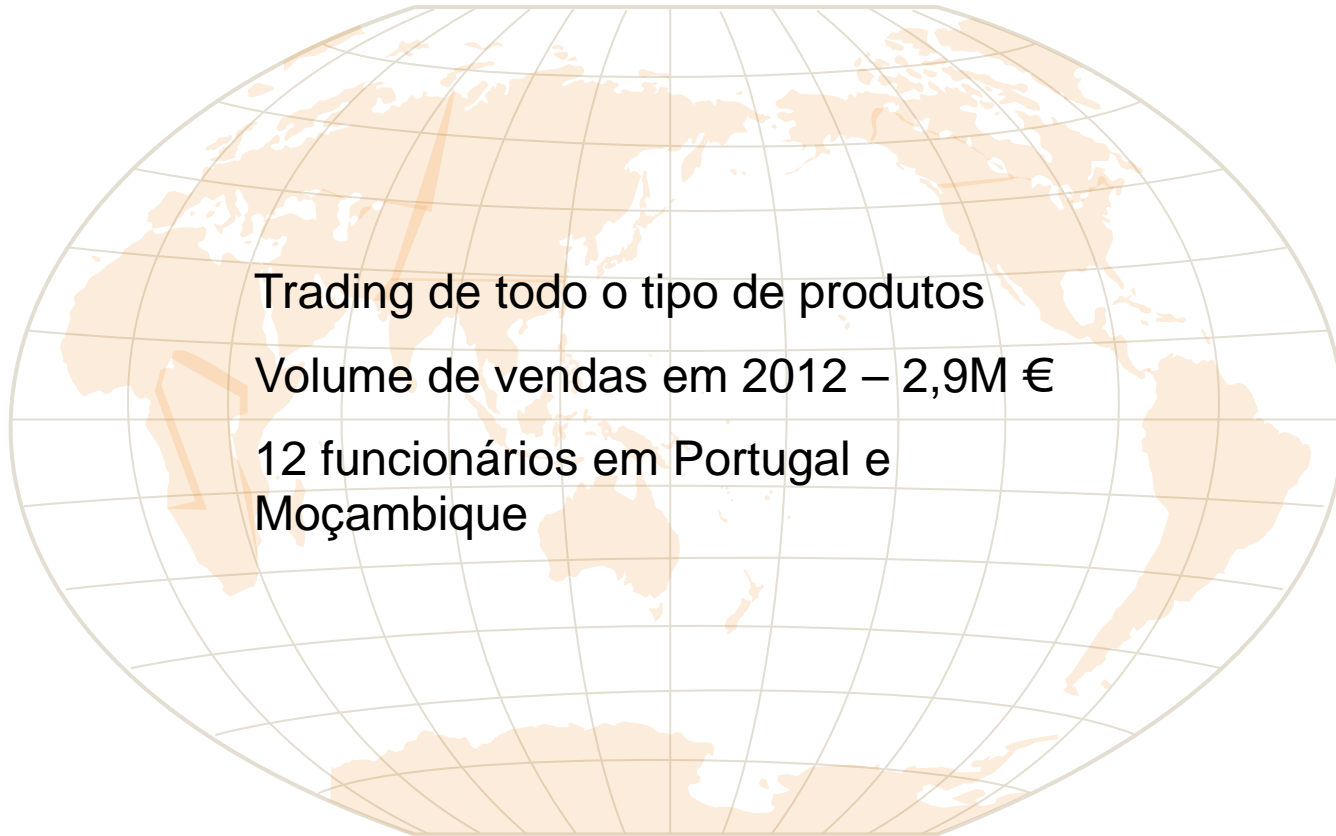 Trading de todo o tipo de produtos
Volume de vendas em 2012 – 2,9M €
12 funcionários em Portugal e
Moçambique